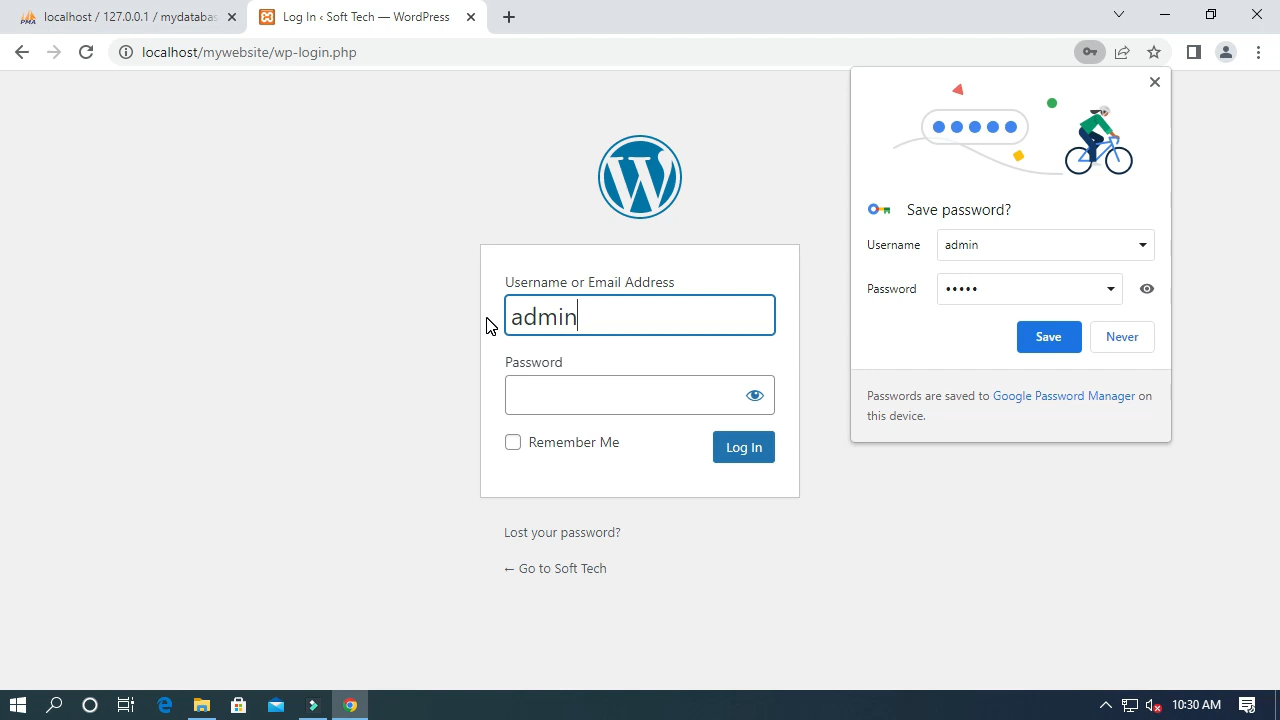 localhost / 127.0.0.1 / mydatabas
Log In ‹ Soft Tech — WordPress
localhost/mywebsite/wp-login.php
Save password?
Username
admin
Password
•••••
Save
Never
Passwords are saved to Google Password Manager on
this device.
Username or Email Address
admin
Password
Remember Me
Log In
Lost your password?
← Go to Soft Tech
10:30 AM